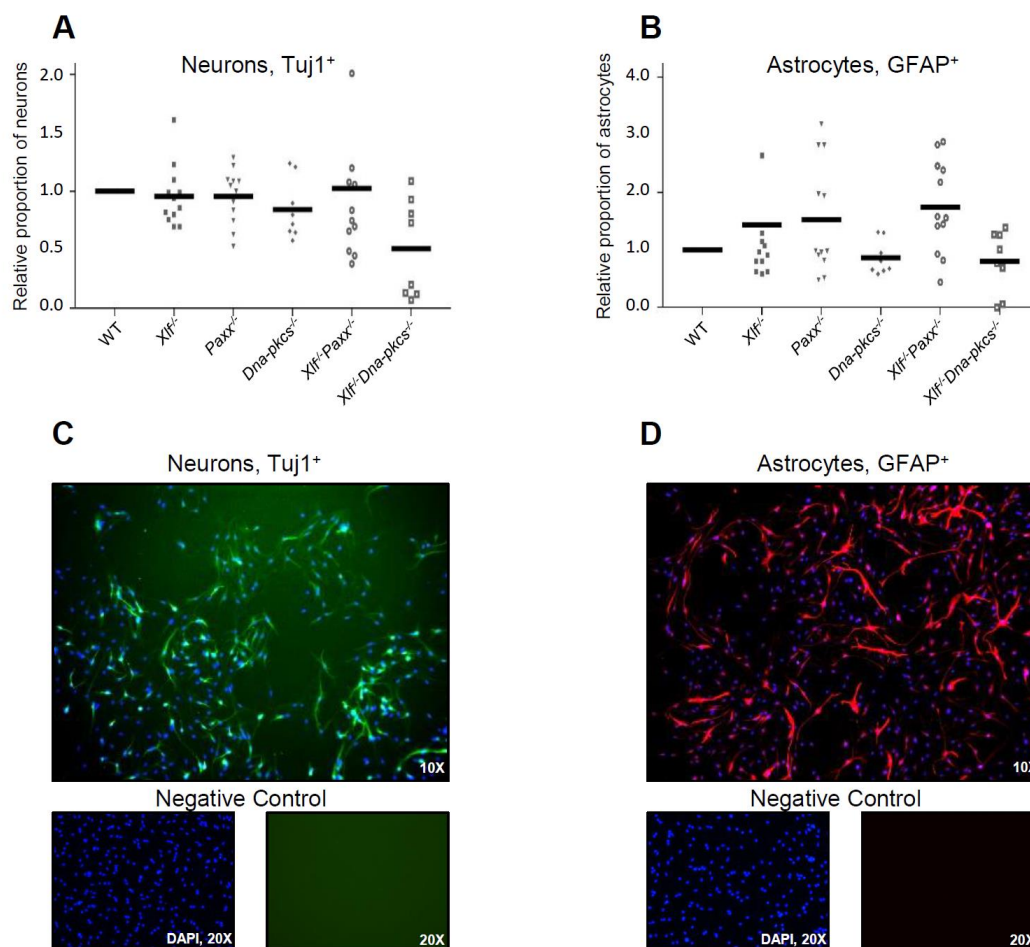 A
Neurons, Tuj1⁺
Relative proportion of neurons
2.0
1.5
1.0
0.5
0.0
WT
Xlf⁻/⁻
Paxx⁻/⁻
Dna-pkcs⁻/⁻
Xlf⁻/⁻Paxx⁻/⁻
Xlf⁻/⁻Dna-pkcs⁻/⁻
B
Astrocytes, GFAP⁺
Relative proportion of astrocytes
4.0
3.0
2.0
1.0
0.0
WT
Xlf⁻/⁻
Paxx⁻/⁻
Dna-pkcs⁻/⁻
Xlf⁻/⁻Paxx⁻/⁻
Xlf⁻/⁻Dna-pkcs⁻/⁻
C
Neurons, Tuj1⁺
10X
Negative Control
DAPI, 20X
20X
D
Astrocytes, GFAP⁺
10X
Negative Control
DAPI, 20X
20X